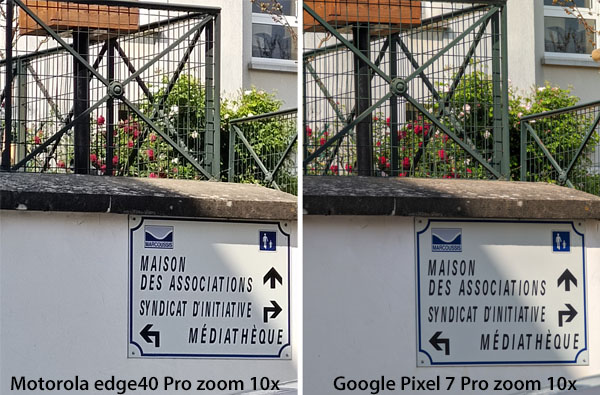 MARCOUSSIS
MAISON
DES ASSOCIATIONS
SYNDICAT D'INITIATIVE
MÉDIATHÈQUE
Motorola edge40 Pro zoom 10x
MARCOUSSIS
MAISON
DES ASSOCIATIONS
SYNDICAT D'INITIATIVE
MÉDIATHÈQUE
Google Pixel 7 Pro zoom 10x